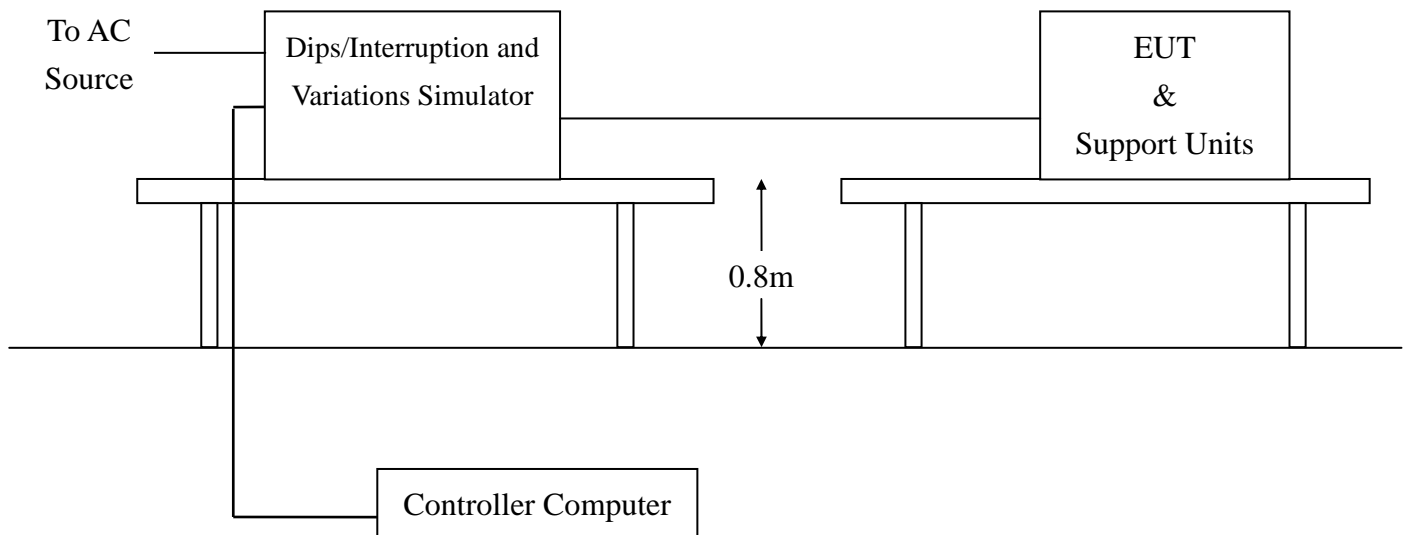 To AC
Source
Dips/Interruption and
Variations Simulator
EUT
&
Support Units
0.8m
Controller Computer